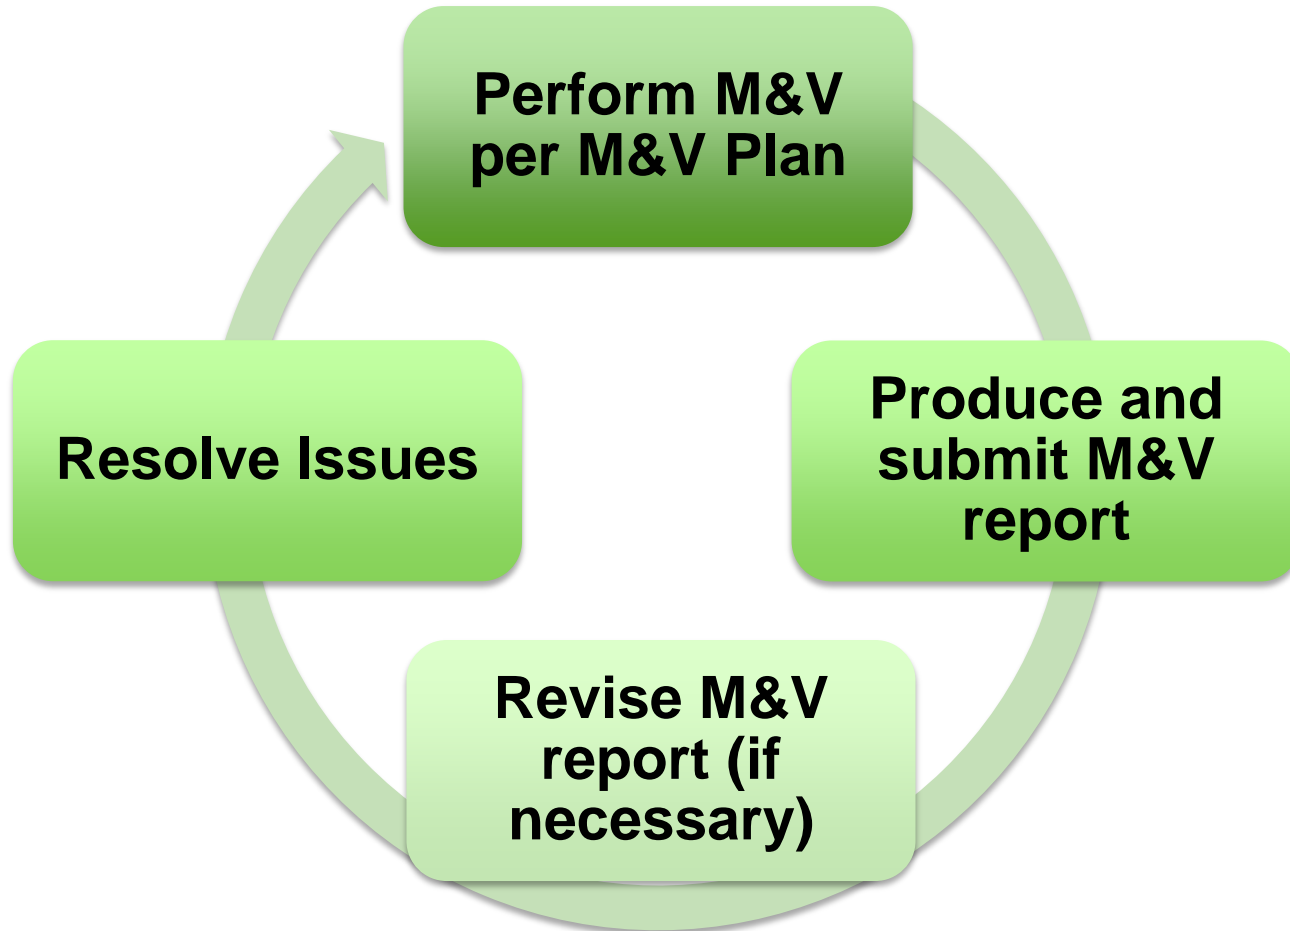 Perform M&V
per M&V Plan
Produce and
submit M&V
report
Revise M&V
report (if
necessary)
Resolve Issues